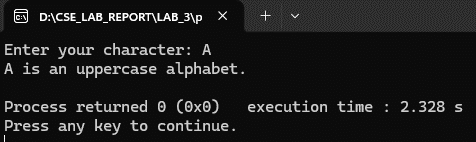 D:\CSE_LAB_REPORT\LAB_3\p
Enter your character: A
A is an uppercase alphabet.
Process returned 0 (0x0)   execution time : 2.328 s
Press any key to continue.